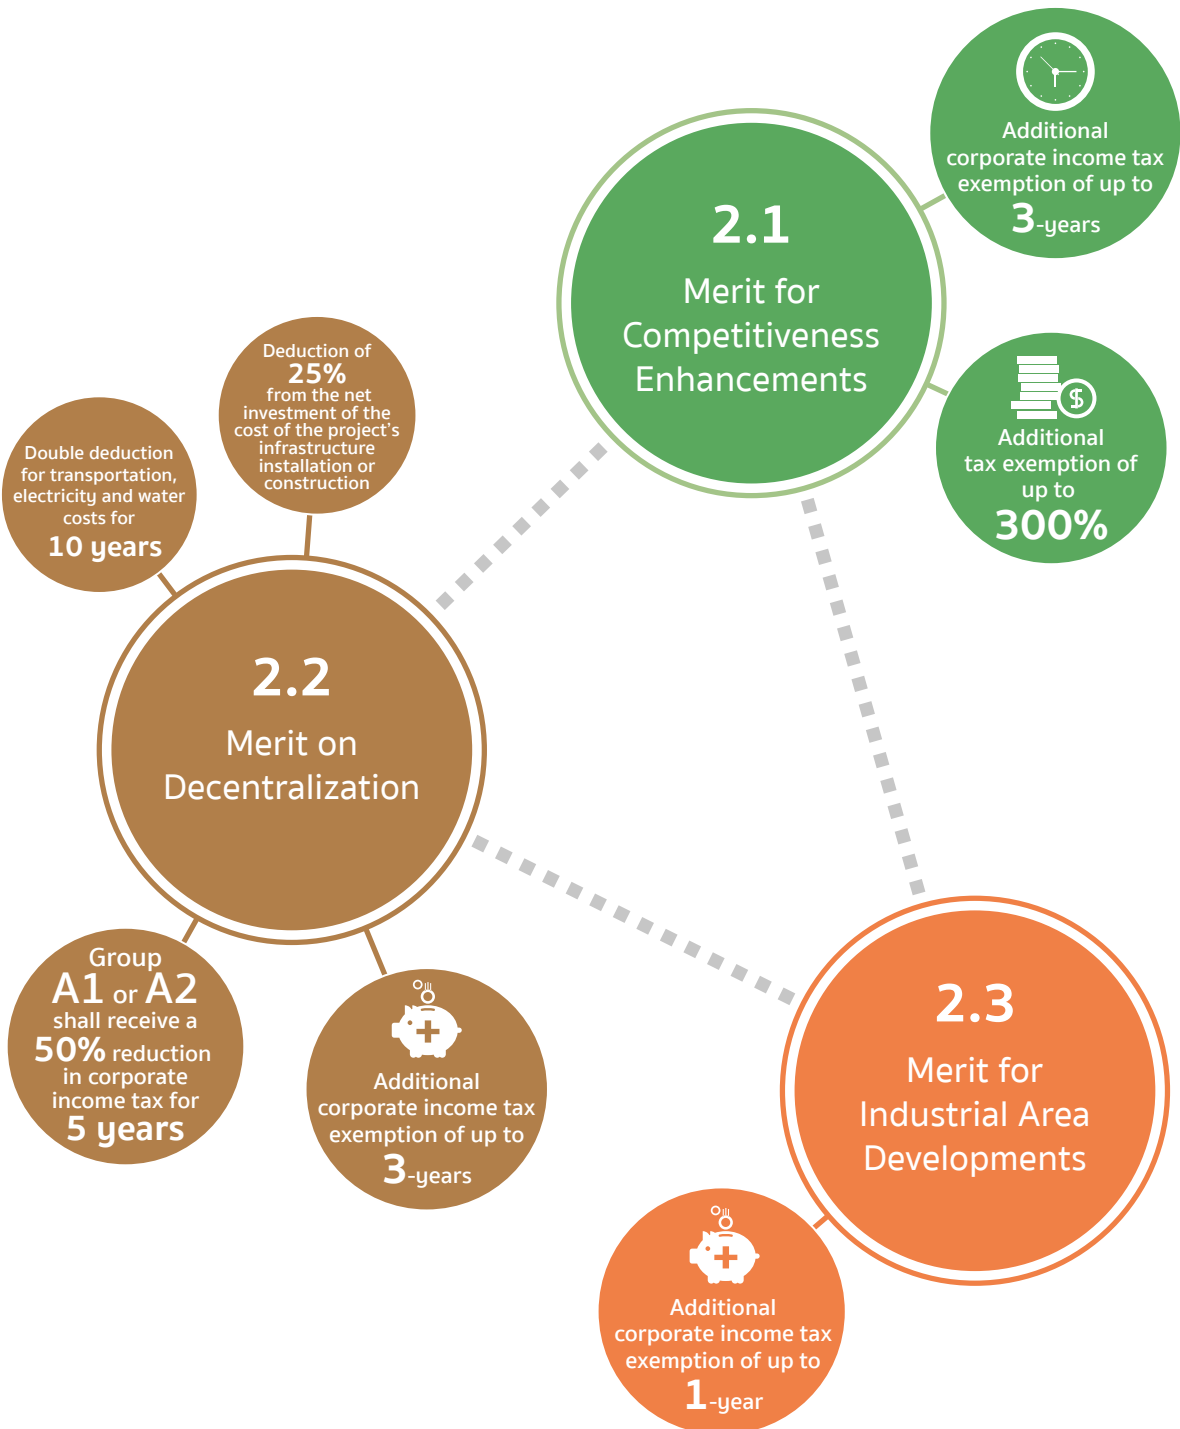 Additional
corporate income tax
exemption of up to
3-years
2.1
Merit for
Competitiveness
Enhancements
$
Additional
tax exemption of
up to
300%
Deduction of
25%
from the net
investment of the
cost of the project's
infrastructure
installation or
construction
Double deduction
for transportation,
electricity and water
costs for
10 years
2.2
Merit on
Decentralization
Group
A1 or A2
shall receive a
50% reduction
in corporate
income tax for
5 years
Additional
corporate income tax
exemption of up to
3-years
2.3
Merit for
Industrial Area
Developments
Additional
corporate income tax
exemption of up to
1-year